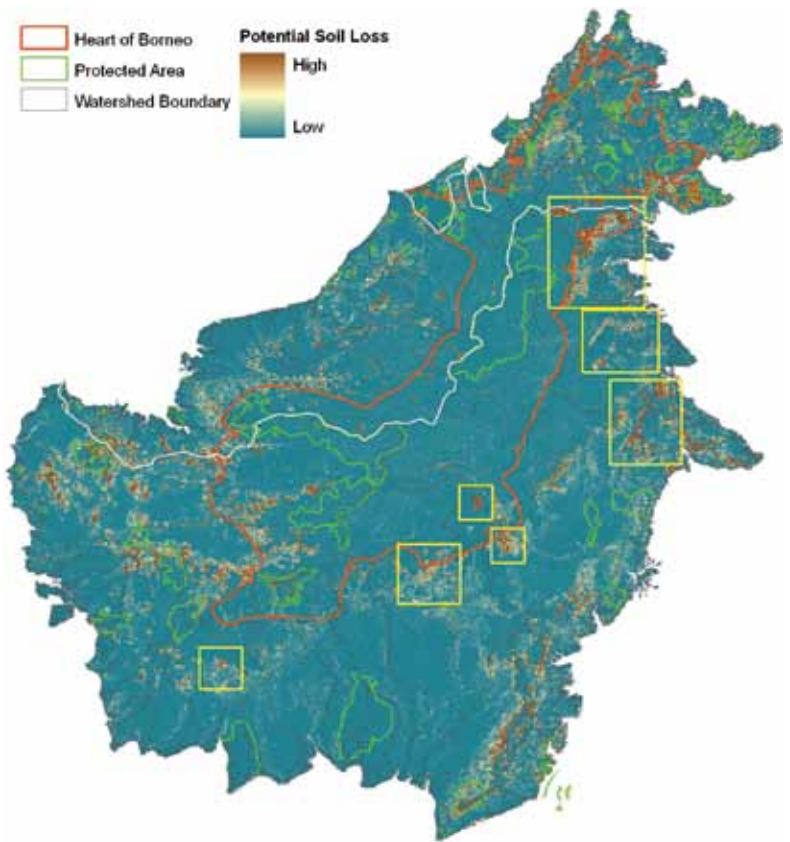 Heart of Borneo
Protected Area
Watershed Boundary
Potential Soil Loss
High
Low